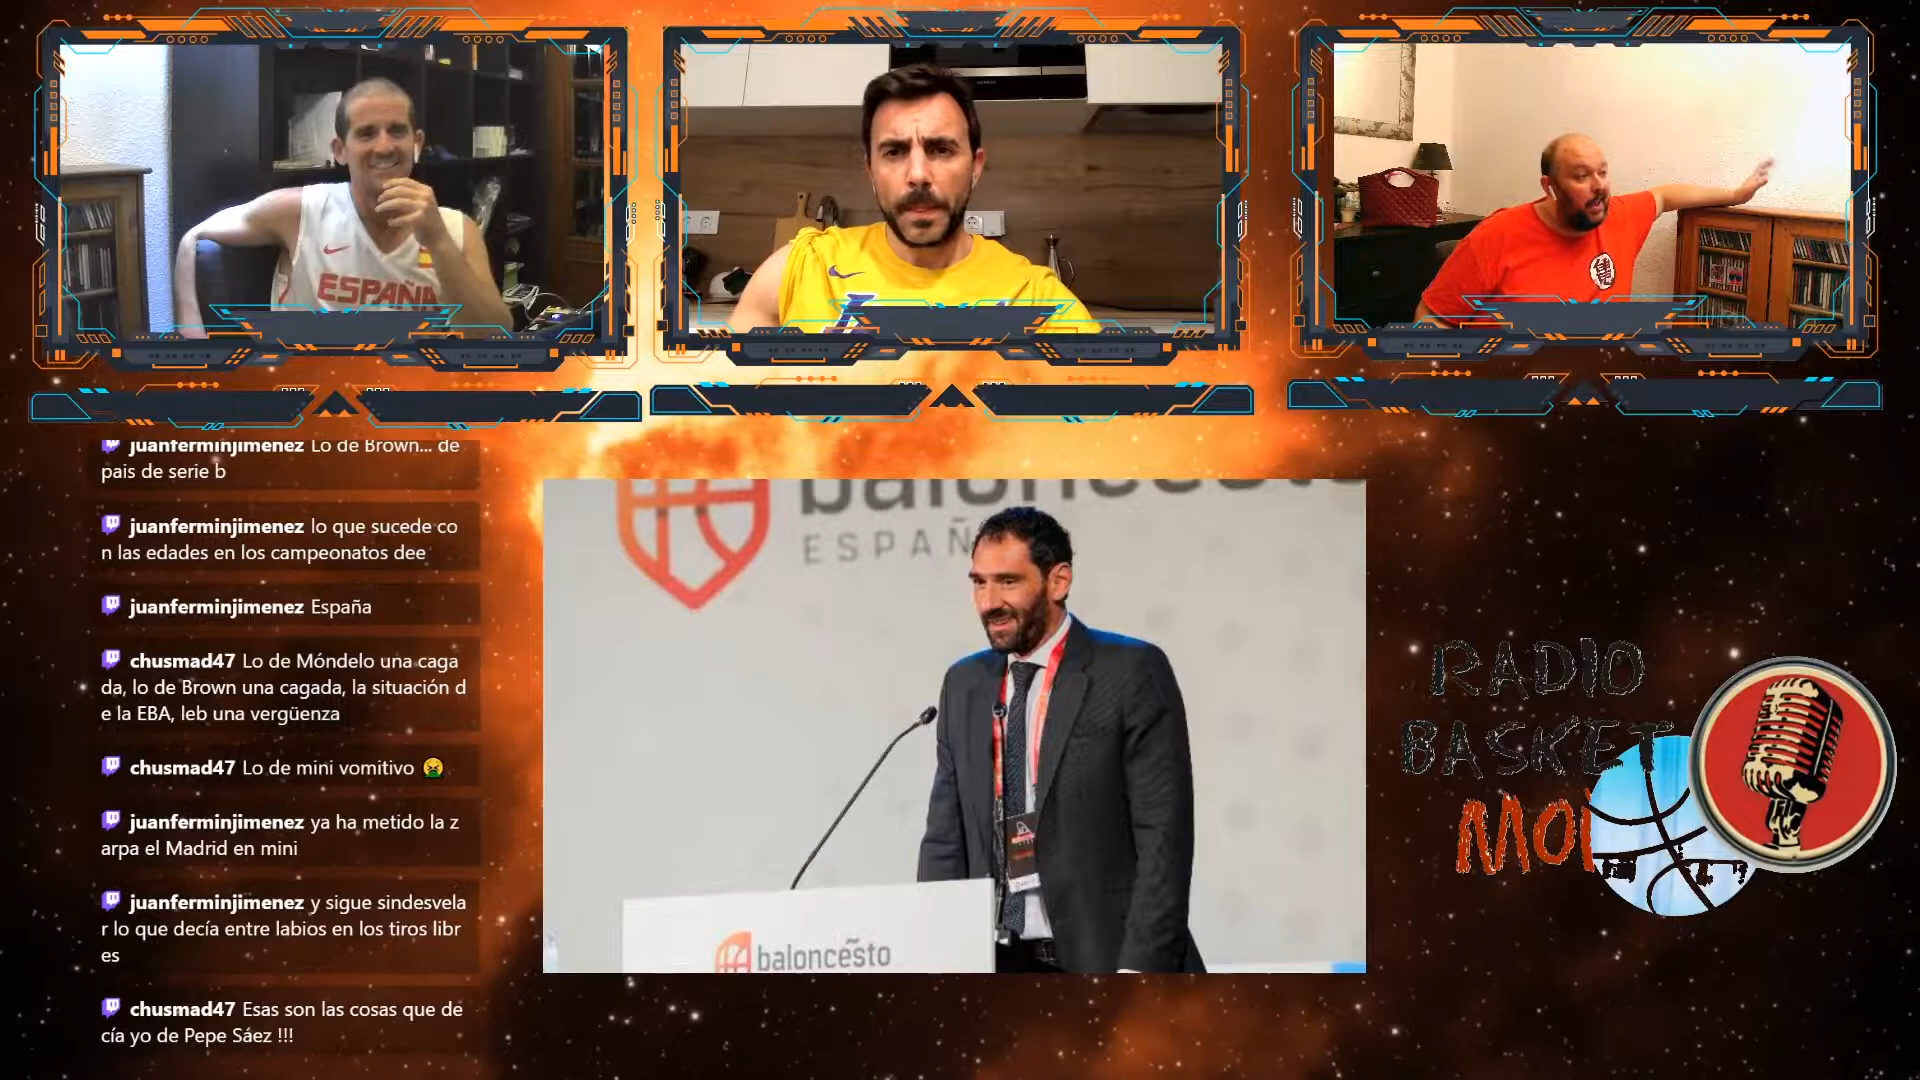 ESPAÑA
juanferminjimenez Lo de Brown... de
pais de serie b
juanferminjimenez lo que sucede co
n las edades en los campeonatos dee
juanferminjimenez España
chusmad47 Lo de Móndelo una caga
da, lo de Brown una cagada, la situación d
e la EBA, leb una vergüenza
chusmad47 Lo de mini vomitivo 🤮
juanferminjimenez ya ha metido la z
arpa el Madrid en mini
juanferminjimenez y sigue sindesvela
r lo que decía entre labios en los tiros libr
es
chusmad47 Esas son las cosas que de
cía yo de Pepe Sáez !!!
baloncesto
ESPAÑ
baloncesto
RADIO
BASKET
MOi